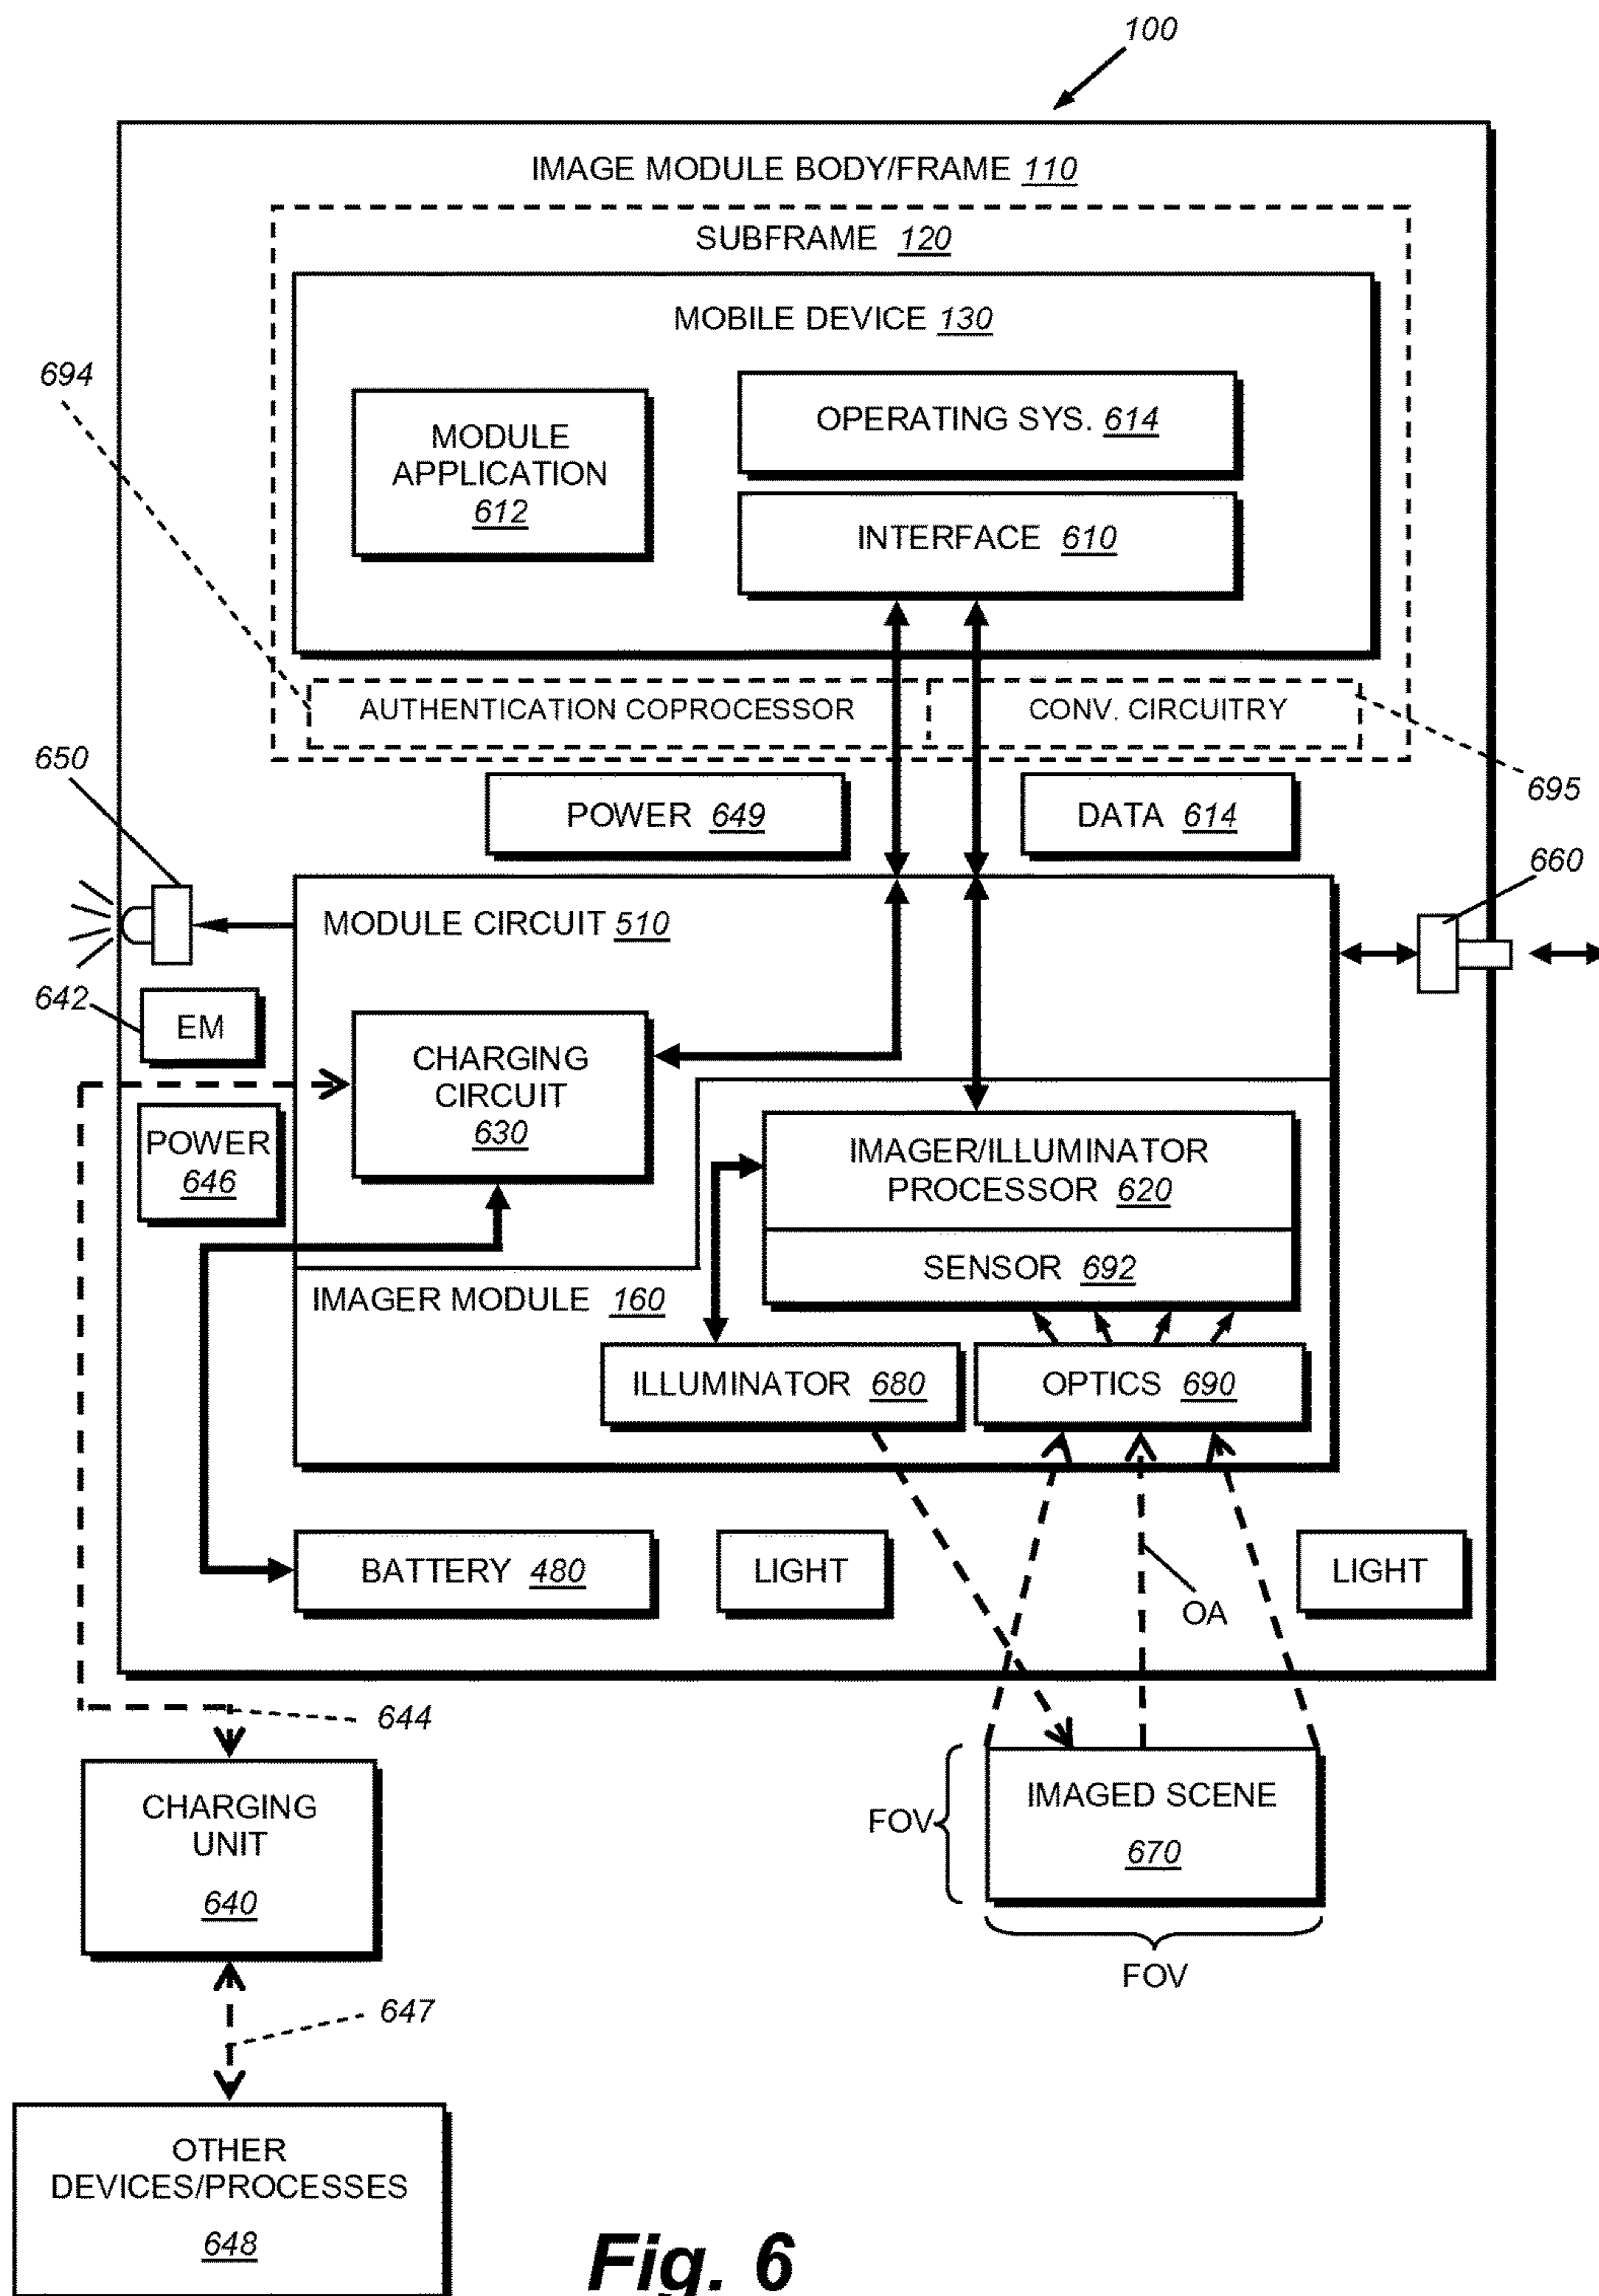 100
IMAGE MODULE BODY/FRAME 110
SUBFRAME 120
MOBILE DEVICE 130
694
MODULE
APPLICATION
612
OPERATING SYS. 614
INTERFACE 610
AUTHENTICATION COPROCESSOR
CONV. CIRCUITRY
650
POWER 649
DATA 614
695
660
MODULE CIRCUIT 510
642
EM
CHARGING
CIRCUIT
630
POWER
646
IMAGER/ILLUMINATOR
PROCESSOR 620
SENSOR 692
IMAGER MODULE 160
ILLUMINATOR 680
OPTICS 690
BATTERY 480
LIGHT
LIGHT
OA
644
CHARGING
UNIT
640
FOV
IMAGED SCENE
670
FOV
647
OTHER
DEVICES/PROCESSES
648
Fig. 6